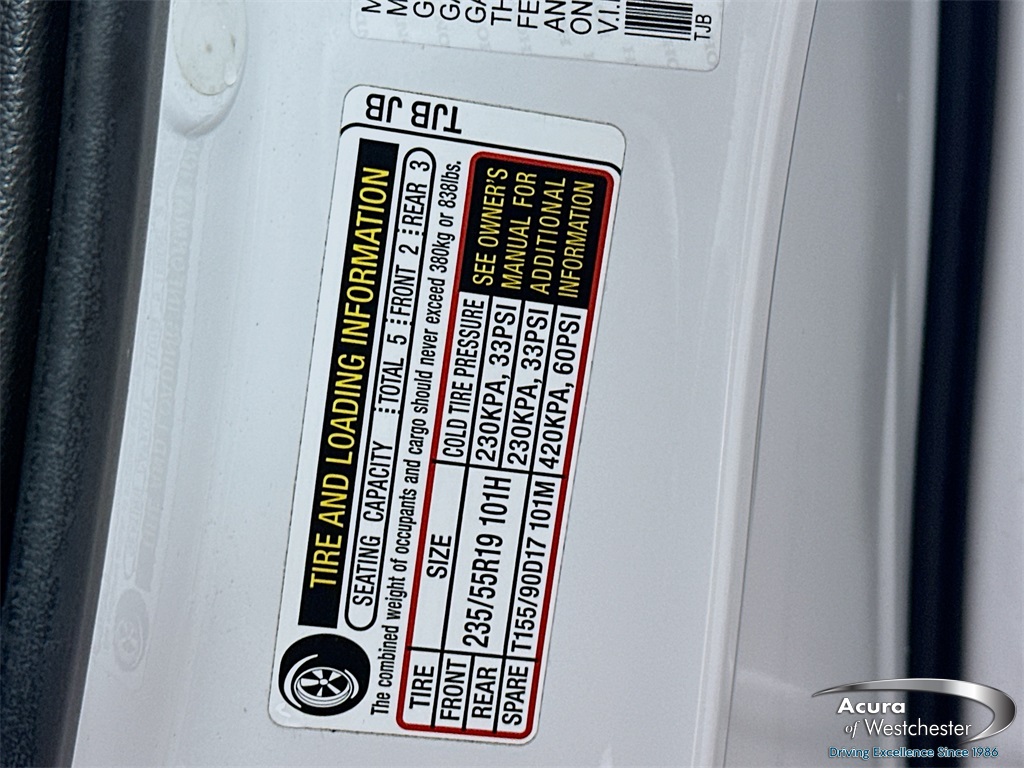 TJB JB
TIRE AND LOADING INFORMATION
SEATING CAPACITY TOTAL 5 FRONT 2 REAR 3
The combined weight of occupants and cargo should never exceed 380kg or 838lbs.
TIRE SIZE COLD TIRE PRESSURE
FRONT 235/55R19 101H 230KPA, 33PSI
REAR 230KPA, 33PSI
SPARE T155/90D17 101M 420KPA, 60PSI
SEE OWNER'S
MANUAL FOR
ADDITIONAL
INFORMATION
V.I.
TJB
Acura
of Westchester
Driving Excellence Since 1986